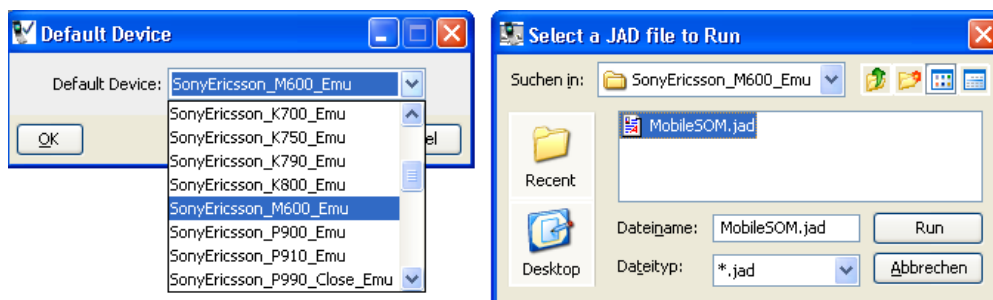 Default Device
Default Device: SonyEricsson_M600_Emu
SonyEricsson_K700_Emu
SonyEricsson_K750_Emu
SonyEricsson_K790_Emu
SonyEricsson_K800_Emu
SonyEricsson_M600_Emu
SonyEricsson_P900_Emu
SonyEricsson_P910_Emu
SonyEricsson_P990_Close_Emu
OK
el
Select a JAD file to Run
Suchen in: SonyEricsson_M600_Emu
MobileSOM.jad
Recent
Desktop
Dateiname: MobileSOM.jad
Run
Dateityp: *.jad
Abbrechen